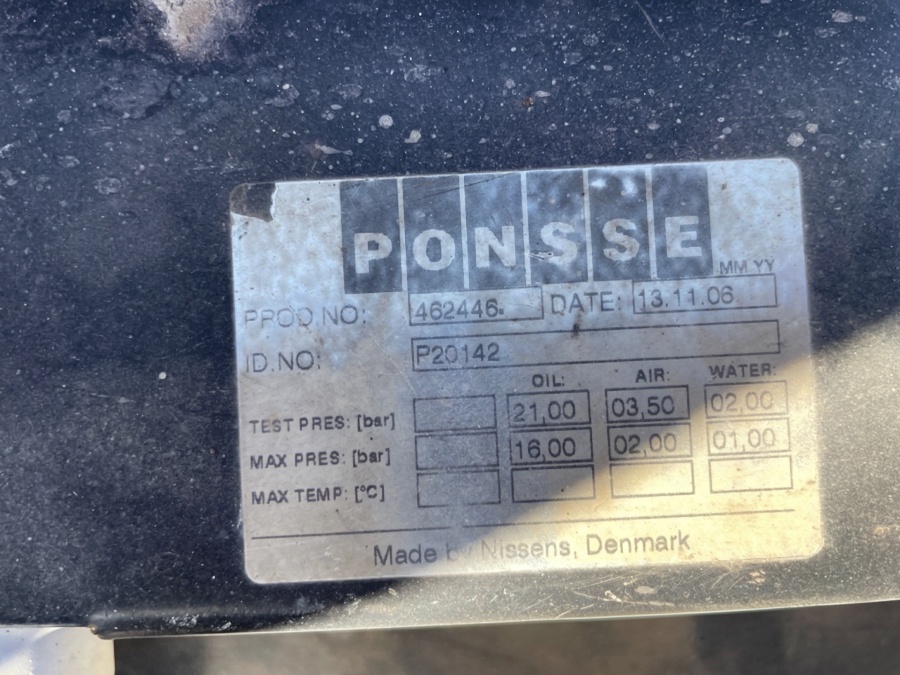 PONSSE
MM YY
PROD NO: 462446. DATE: 13.11.06
ID.NO: P20142
OIL: AIR: WATER:
TEST PRES: [bar] 21,00 03,50 02,00
MAX PRES: [bar] 16,00 02,00 01,00
MAX TEMP: [°C]
Made by Nissens, Denmark